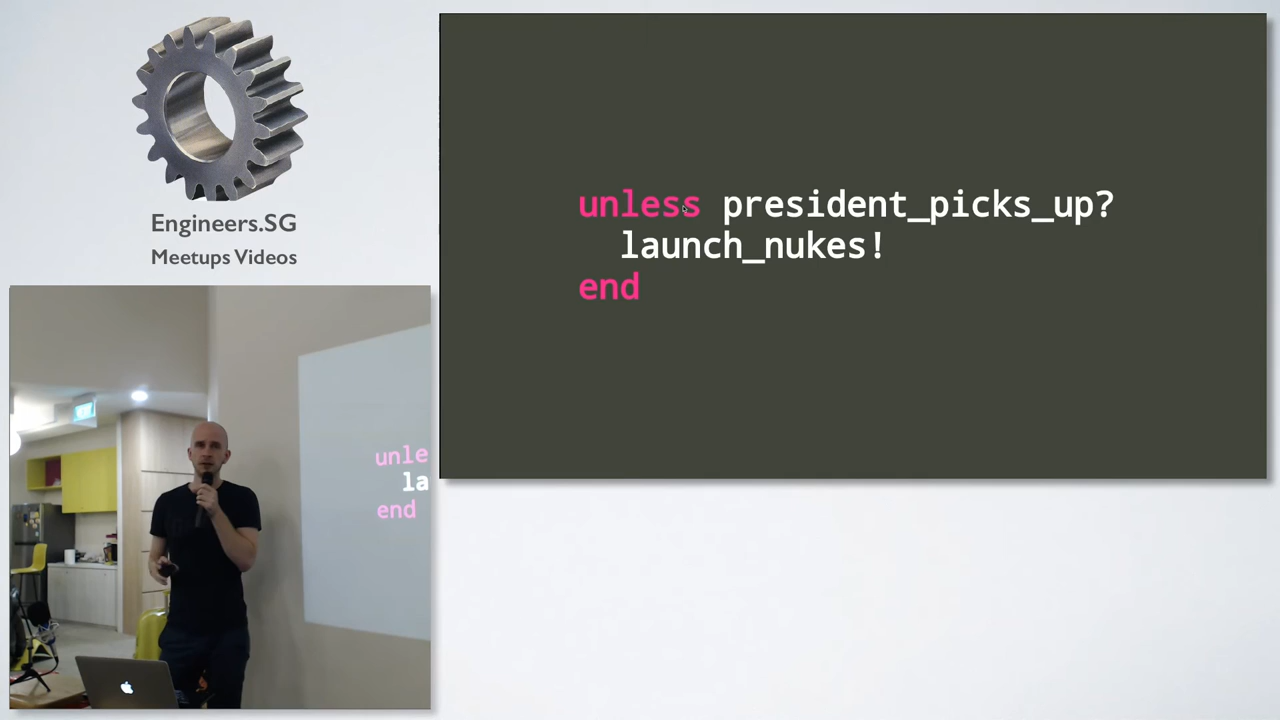 Engineers.SG
Meetups Videos
unless president_picks_up?
  launch_nukes!
end
unle
la
end